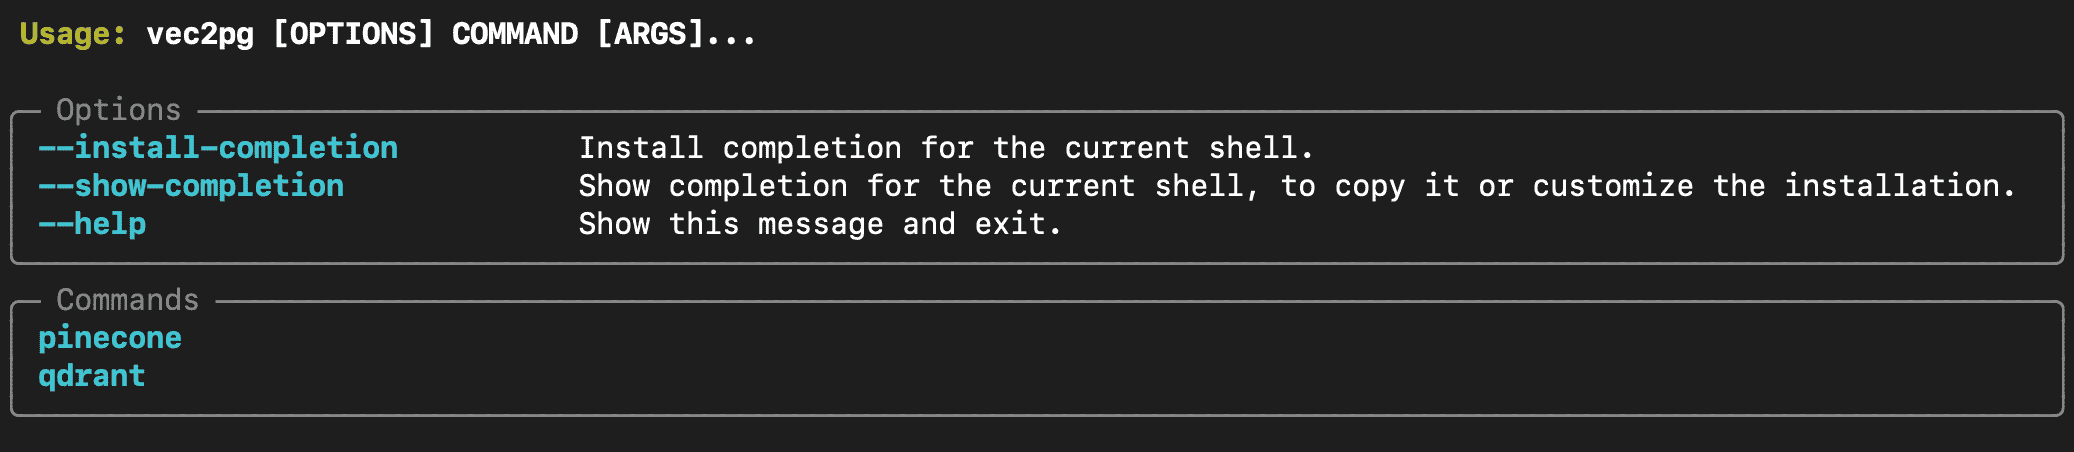 Usage: vec2pg [OPTIONS] COMMAND [ARGS]...
Options
--install-completion Install completion for the current shell.
--show-completion Show completion for the current shell, to copy it or customize the installation.
--help Show this message and exit.
Commands
pinecone
qdrant